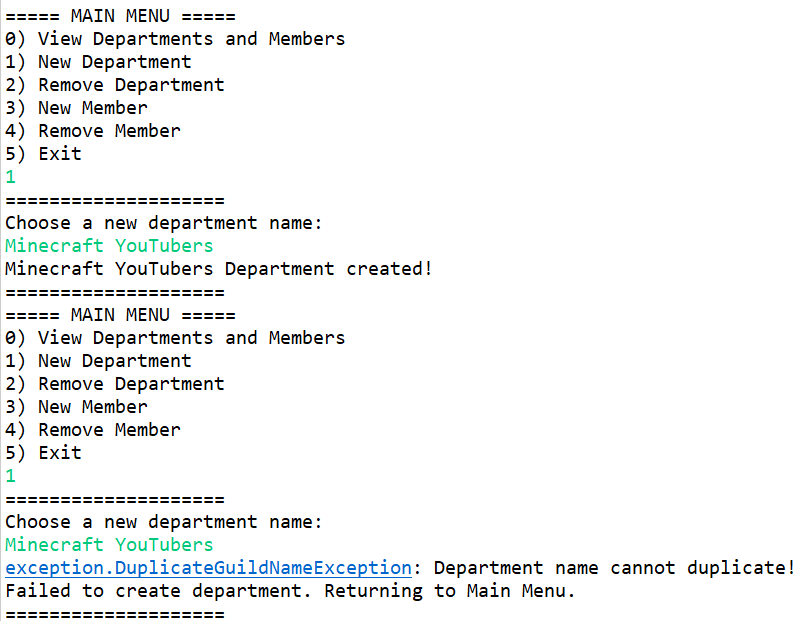 ===== MAIN MENU =====
0) View Departments and Members
1) New Department
2) Remove Department
3) New Member
4) Remove Member
5) Exit
1
====================
Choose a new department name:
Minecraft YouTubers
Minecraft YouTubers Department created!
====================
===== MAIN MENU =====
0) View Departments and Members
1) New Department
2) Remove Department
3) New Member
4) Remove Member
5) Exit
1
====================
Choose a new department name:
Minecraft YouTubers
exception.DuplicateGuildNameException: Department name cannot duplicate!
Failed to create department. Returning to Main Menu.
====================